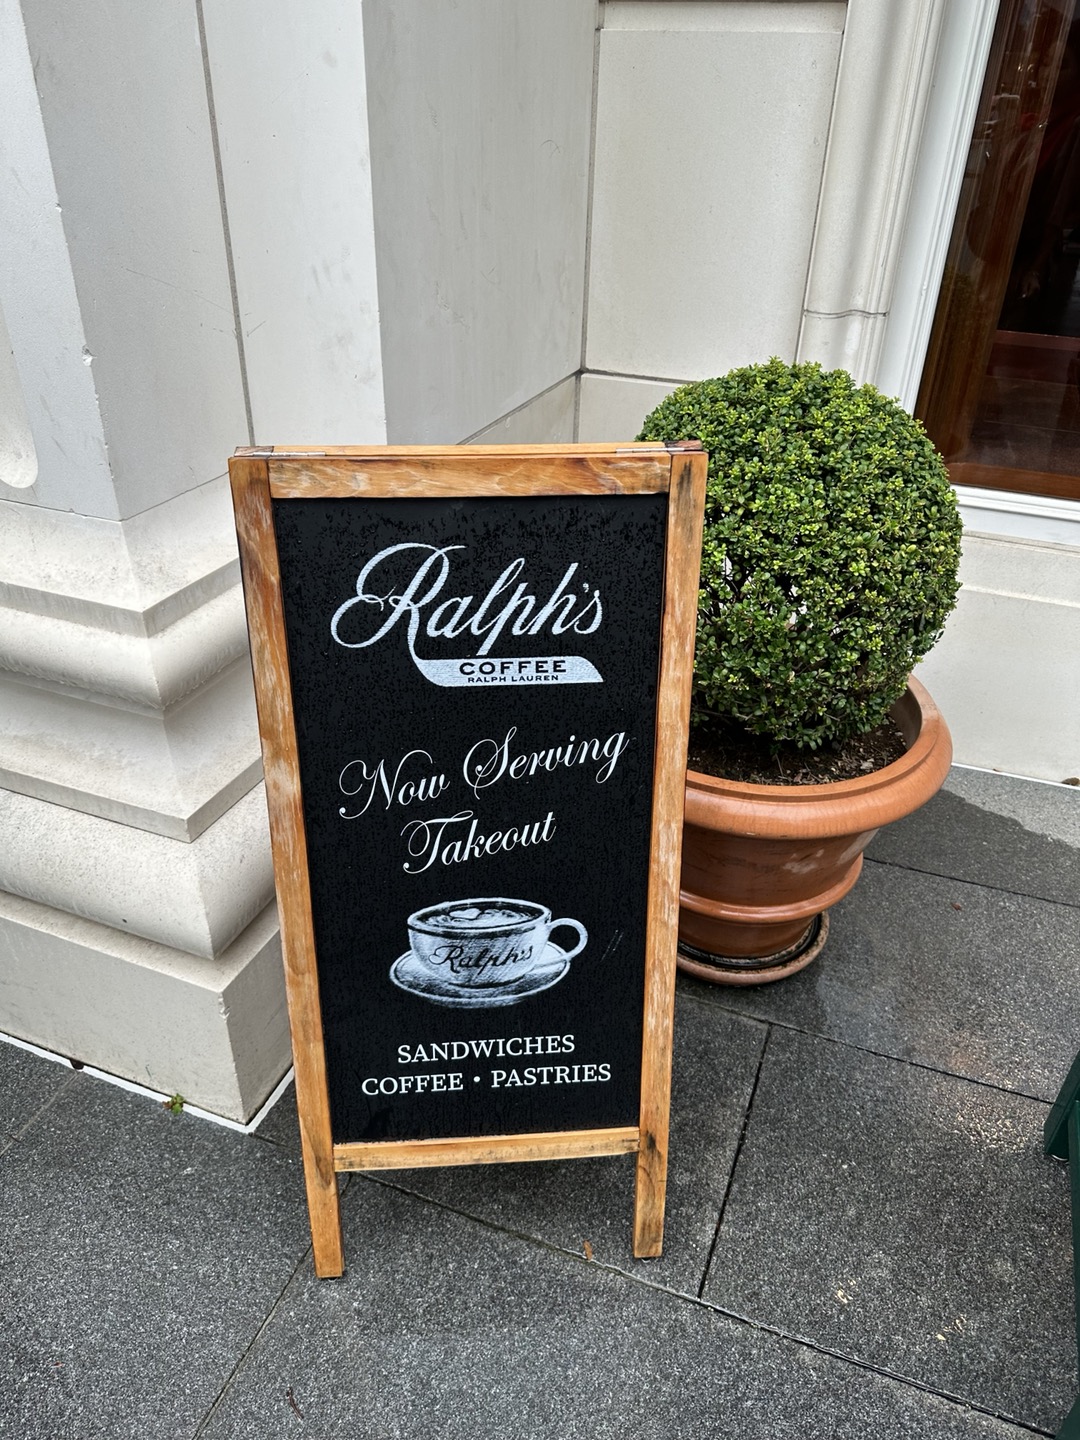 Ralph's
COFFEE
RALPH LAUREN
Now Serving
Takeout
Ralph's
SANDWICHES
COFFEE • PASTRIES